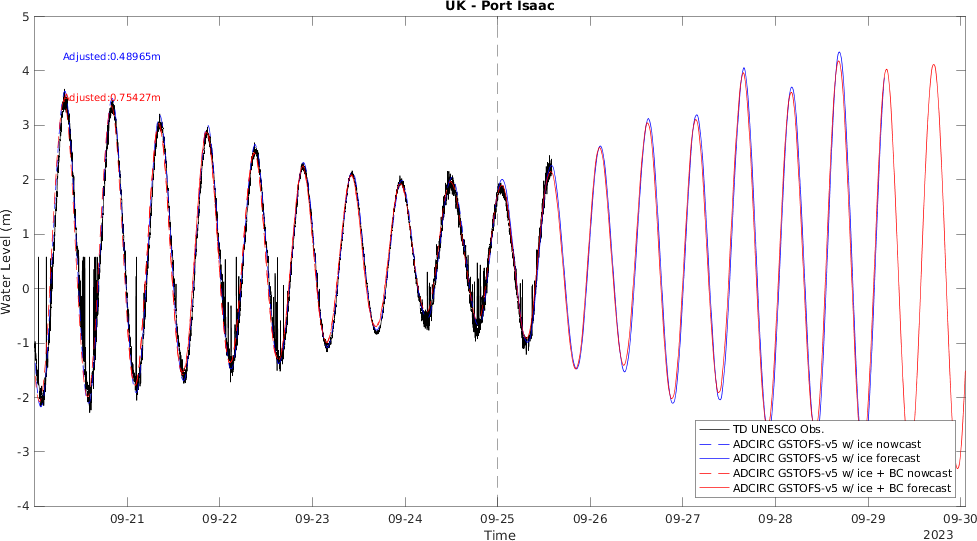 UK - Port Isaac
Adjusted:0.48965m
Adjusted:0.75427m
Water Level (m)
5
4
3
2
1
0
-1
-2
-3
-4
TD UNESCO Obs.
ADCIRC GSTOFS-v5 w/ ice nowcast
ADCIRC GSTOFS-v5 w/ ice forecast
ADCIRC GSTOFS-v5 w/ ice + BC nowcast
ADCIRC GSTOFS-v5 w/ ice + BC forecast
09-21 09-22 09-23 09-24 09-25 09-26 09-27 09-28 09-29 09-30
Time
2023